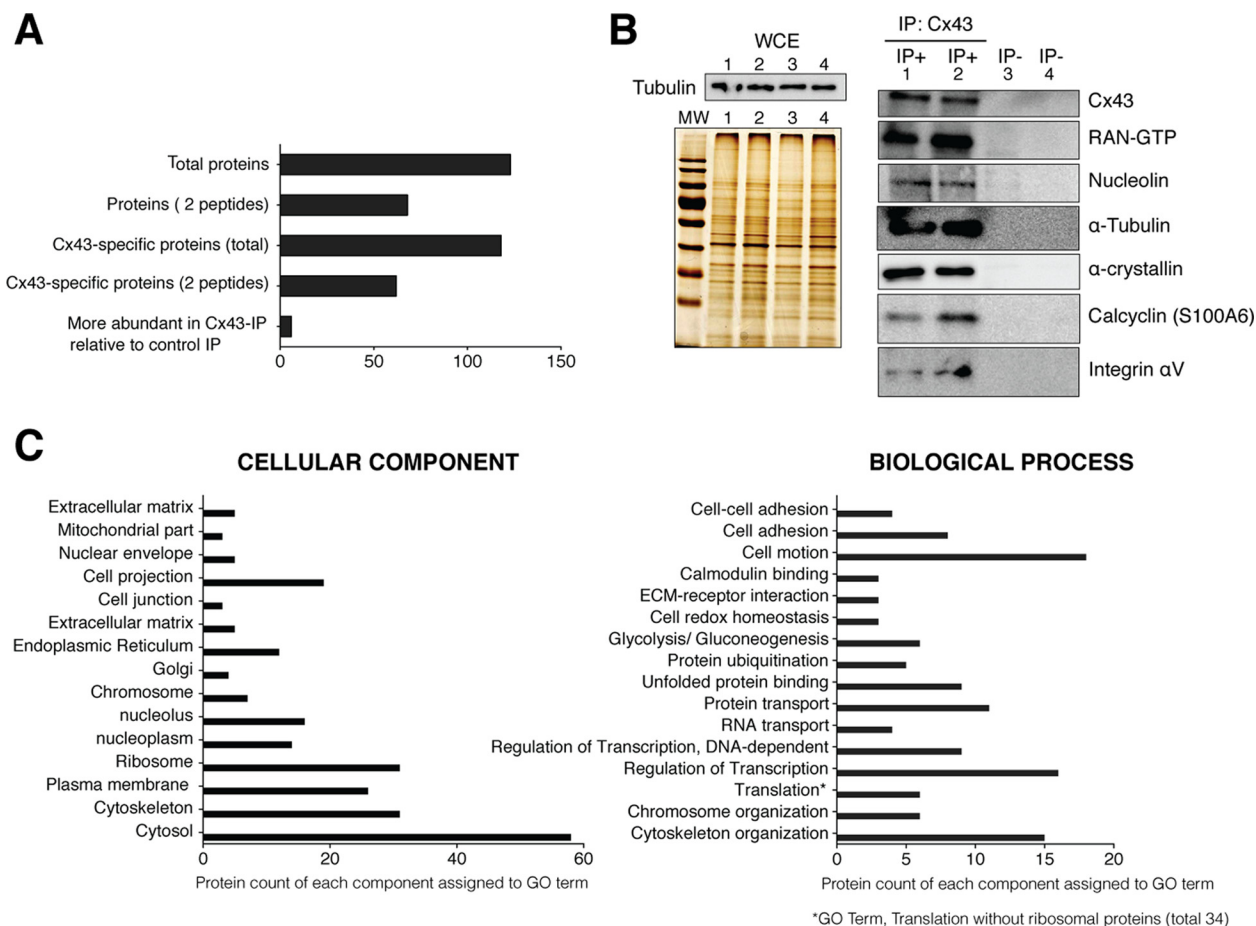 A
Total proteins
Proteins ( 2 peptides)
Cx43-specific proteins (total)
Cx43-specific proteins (2 peptides)
More abundant in Cx43-IP
relative to control IP
0 50 100 150
B
WCE
1 2 3 4
Tubulin
MW 1 2 3 4
IP: Cx43
IP+ IP+ IP- IP-
1 2 3 4
Cx43
RAN-GTP
Nucleolin
α-Tubulin
α-crystallin
Calcyclin (S100A6)
Integrin αV
C
CELLULAR COMPONENT
Extracellular matrix
Mitochondrial part
Nuclear envelope
Cell projection
Cell junction
Extracellular matrix
Endoplasmic Reticulum
Golgi
Chromosome
nucleolus
nucleoplasm
Ribosome
Plasma membrane
Cytoskeleton
Cytosol
0 20 40 60
Protein count of each component assigned to GO term
BIOLOGICAL PROCESS
Cell-cell adhesion
Cell adhesion
Cell motion
Calmodulin binding
ECM-receptor interaction
Cell redox homeostasis
Glycolysis/ Gluconeogenesis
Protein ubiquitination
Unfolded protein binding
Protein transport
RNA transport
Regulation of Transcription, DNA-dependent
Regulation of Transcription
Translation*
Chromosome organization
Cytoskeleton organization
0 5 10 15 20
Protein count of each component assigned to GO term
*GO Term, Translation without ribosomal proteins (total 34)